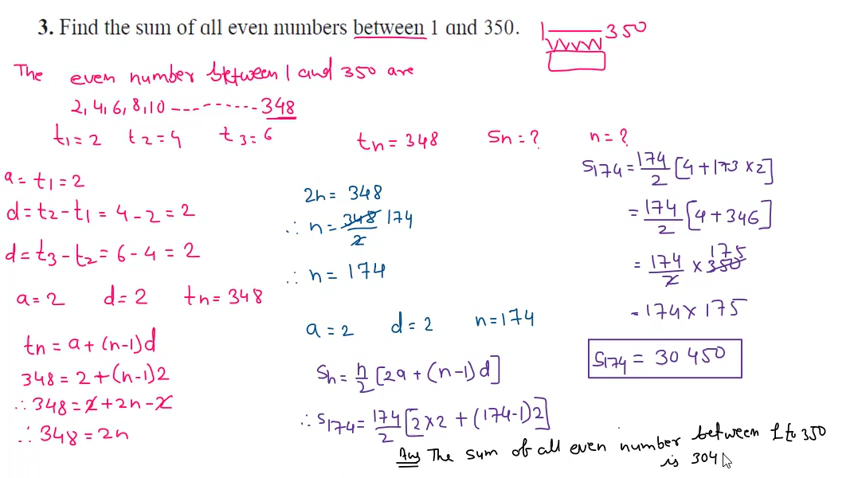 3. Find the sum of all even numbers between 1 and 350.
1 350
The even number between 1 and 350 are
2, 4, 6, 8, 10 ---------- 348
t1 = 2 t2 = 4 t3 = 6 tn = 348 Sn = ? n = ?
a = t1 = 2
d = t2 - t1 = 4 - 2 = 2
d = t3 - t2 = 6 - 4 = 2
a = 2 d = 2 tn = 348
tn = a + (n-1)d
348 = 2 + (n-1)2
∴ 348 = 2 + 2n - 2
∴ 348 = 2n
2n = 348
∴ n = 348/2 174
∴ n = 174
a = 2 d = 2 n = 174
Sn = n/2 [2a + (n-1)d]
∴ S174 = 174/2 [2×2 + (174-1)2]
S174 = 174/2 [4 + 173 × 2]
= 174/2 [4 + 346]
= 174/2 × 350 175
= 174 × 175
S174 = 30450
Ans The sum of all even number between 1 to 350
is 304